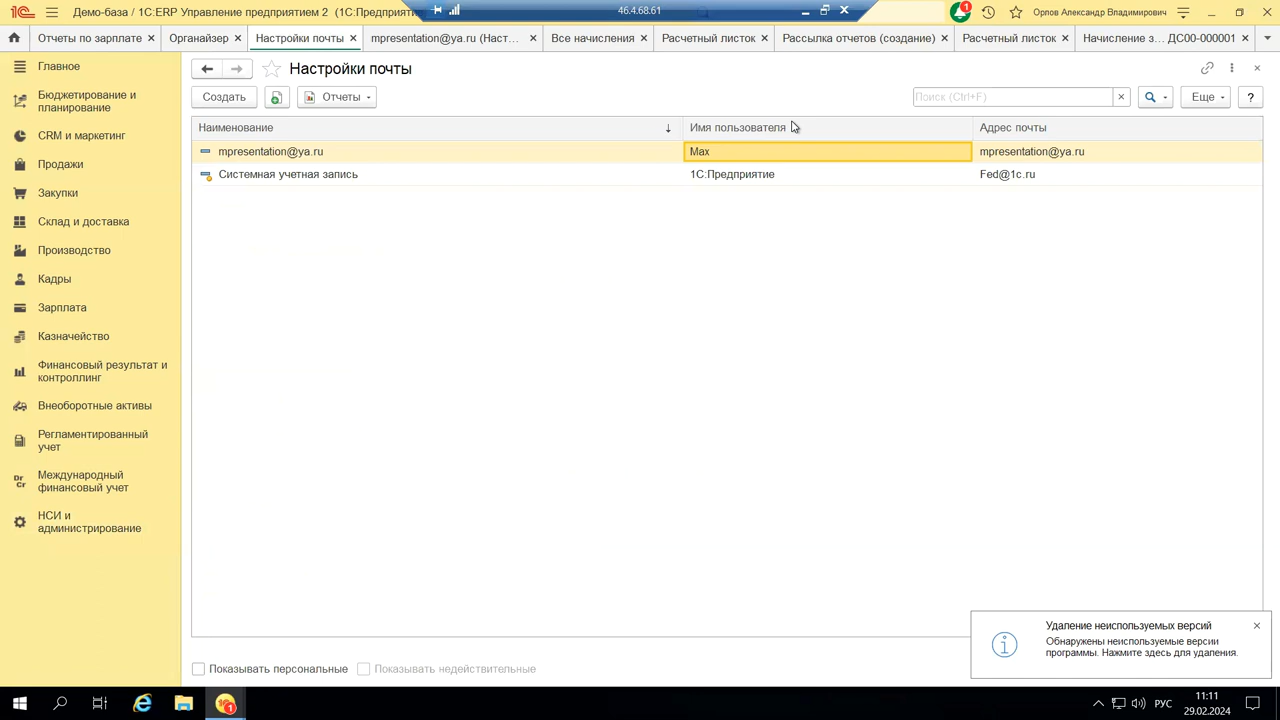 Демо-база / 1С:ERP Управление предприятием 2 (1С:Предприятие
46.4.68.61
1
Орлов Александр Владимирович
Отчеты по зарплате
Органайзер
Настройки почты
mpresentation@ya.ru (Наст...
Все начисления
Расчетный листок
Рассылка отчетов (создание)
Расчетный листок
Начисление з... ДС00-000001
Главное
Бюджетирование и
планирование
CRM и маркетинг
Продажи
Закупки
Склад и доставка
Производство
Кадры
Зарплата
Казначейство
Финансовый результат и
контроллинг
Внеоборотные активы
Регламентированный
учет
Международный
финансовый учет
НСИ и
администрирование
Настройки почты
Создать
Отчеты
Поиск (Ctrl+F)
Еще
?
Наименование
Имя пользователя
Адрес почты
mpresentation@ya.ru
Max
mpresentation@ya.ru
Системная учетная запись
1С:Предприятие
Fed@1c.ru
Показывать персональные
Показывать недействительные
Удаление неиспользуемых версий
Обнаружены неиспользуемые версии
программы. Нажмите здесь для удаления.
1
РУС
11:11
29.02.2024